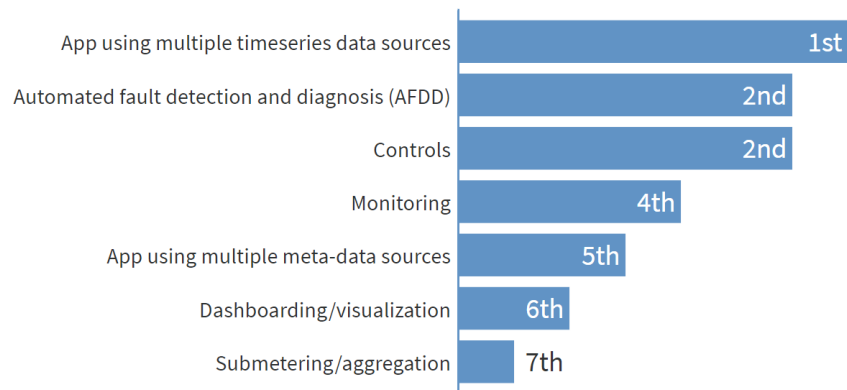 App using multiple timeseries data sources 1st
Automated fault detection and diagnosis (AFDD) 2nd
Controls 2nd
Monitoring 4th
App using multiple meta-data sources 5th
Dashboarding/visualization 6th
Submetering/aggregation 7th